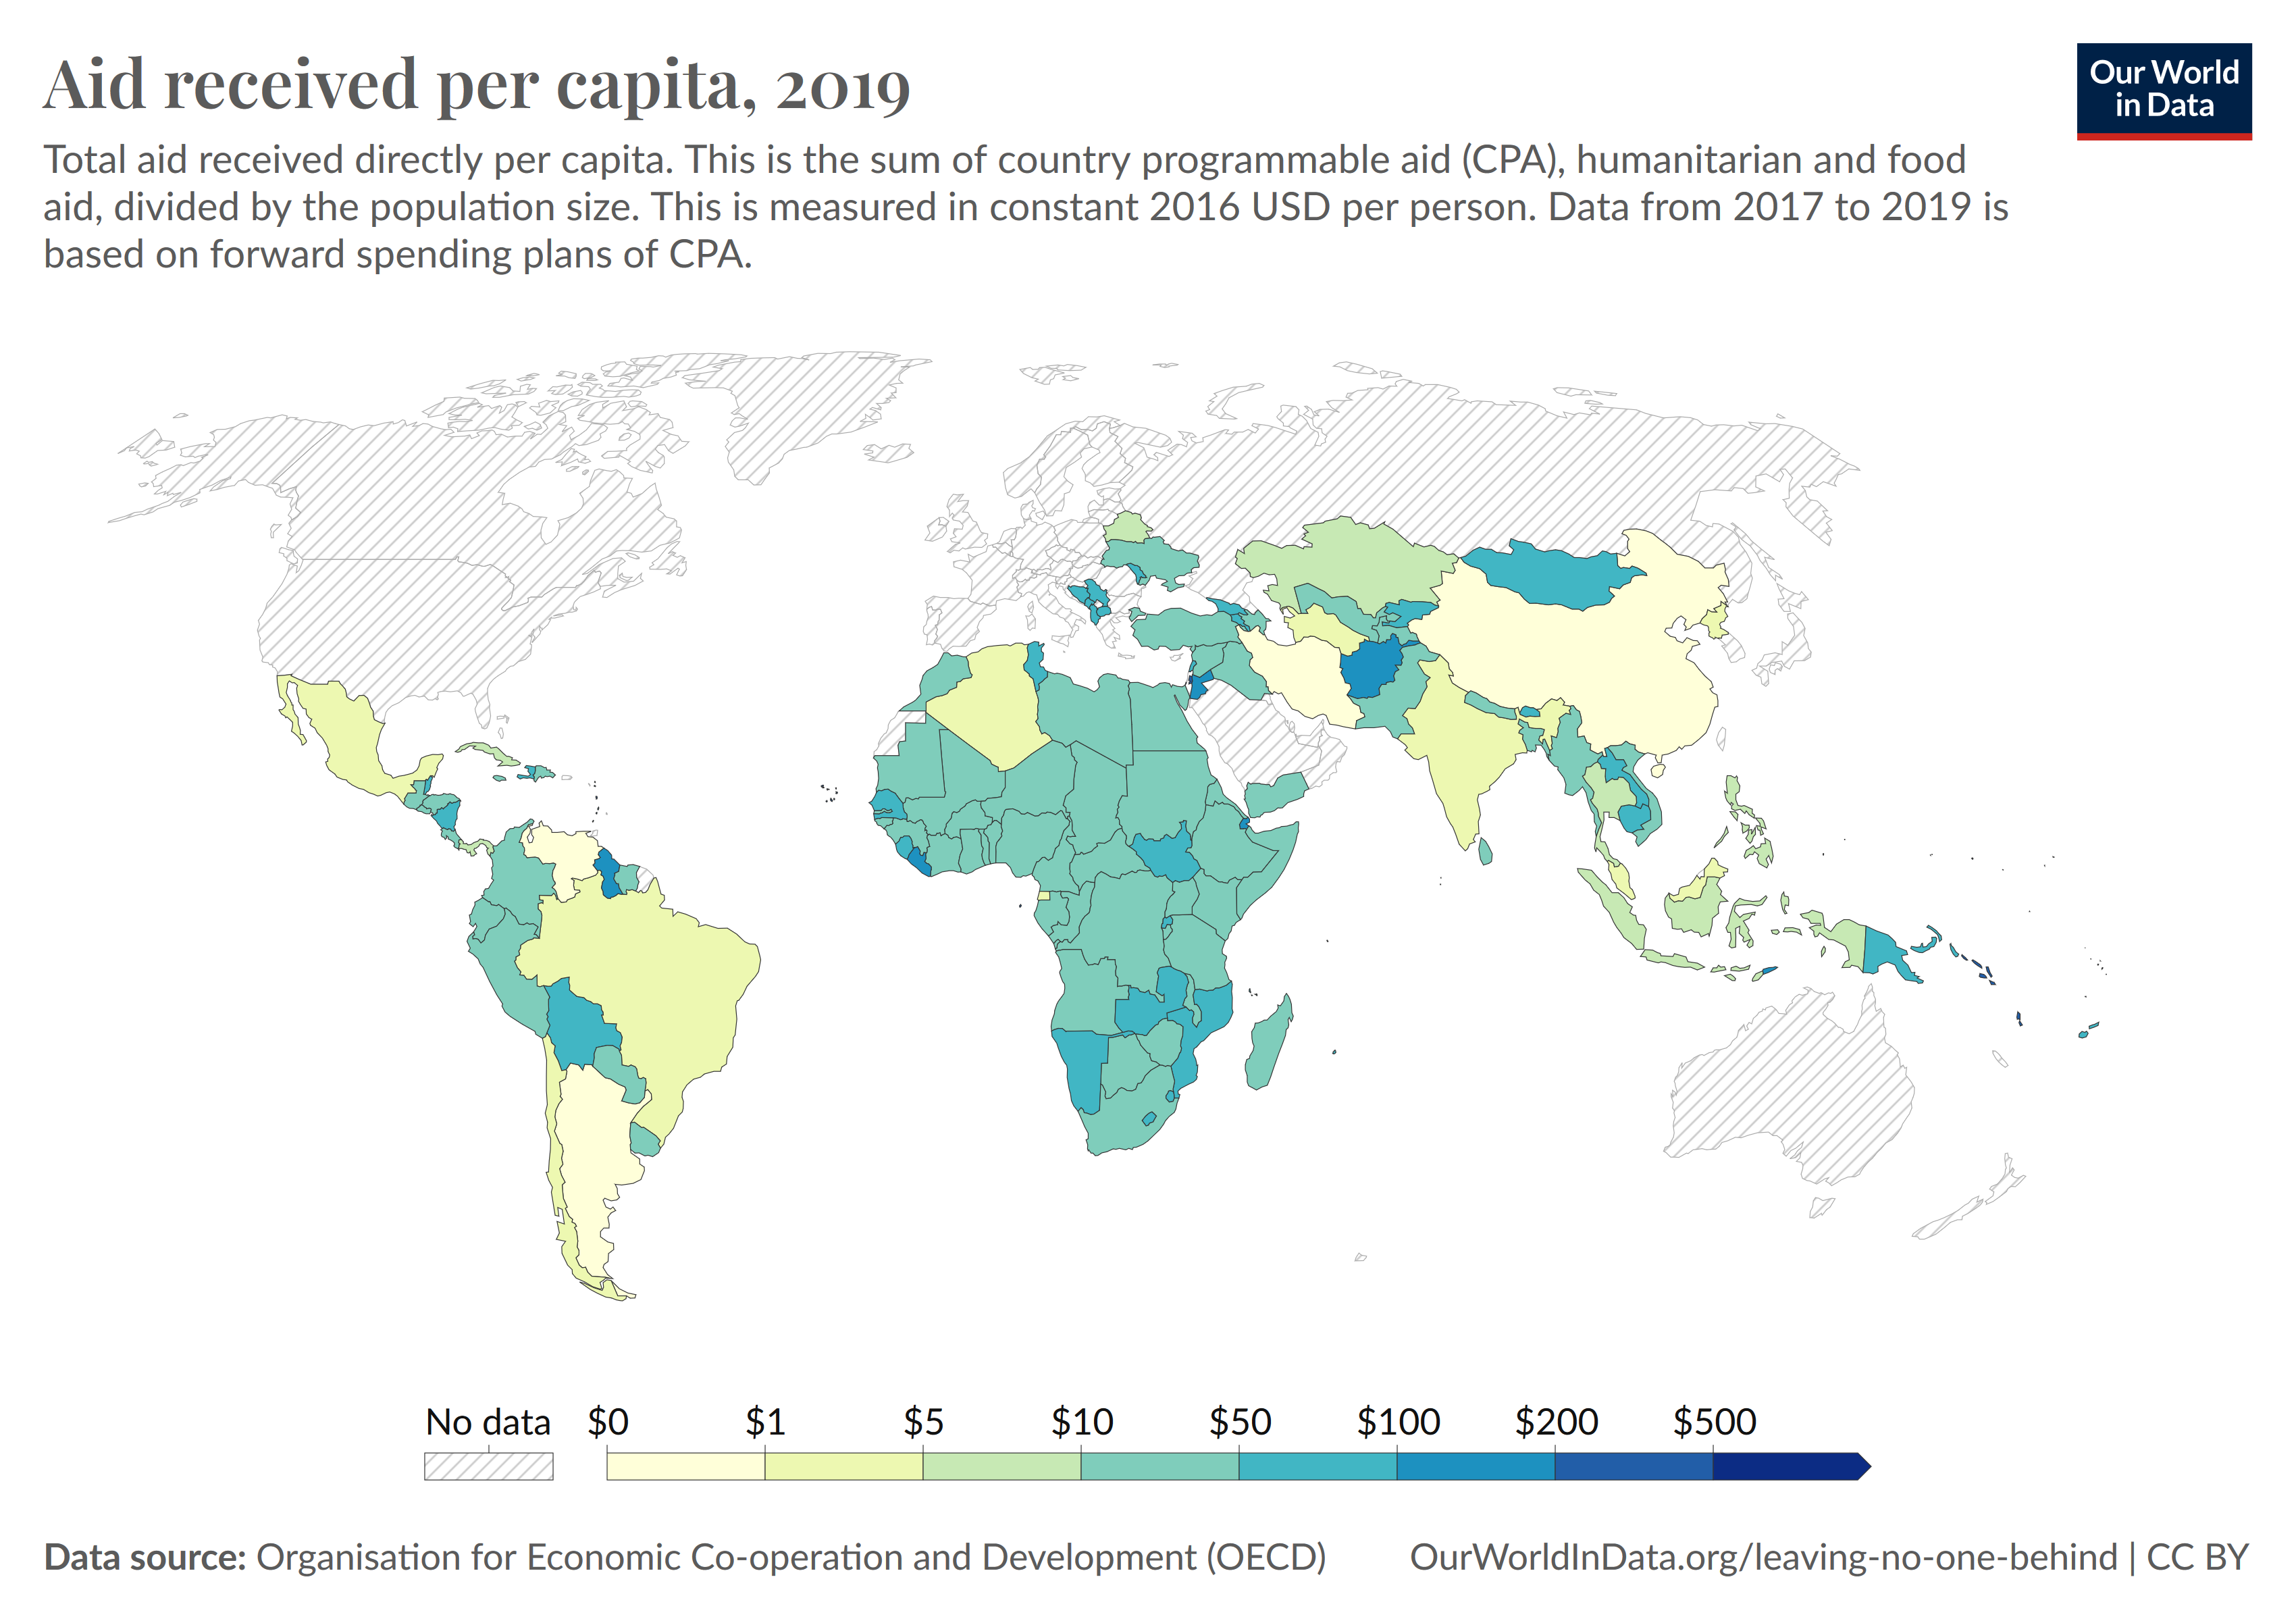 Aid received per capita, 2019
Our World
in Data
Total aid received directly per capita. This is the sum of country programmable aid (CPA), humanitarian and food
aid, divided by the population size. This is measured in constant 2016 USD per person. Data from 2017 to 2019 is
based on forward spending plans of CPA.
No data $0 $1 $5 $10 $50 $100 $200 $500
Data source: Organisation for Economic Co-operation and Development (OECD) OurWorldInData.org/leaving-no-one-behind | CC BY